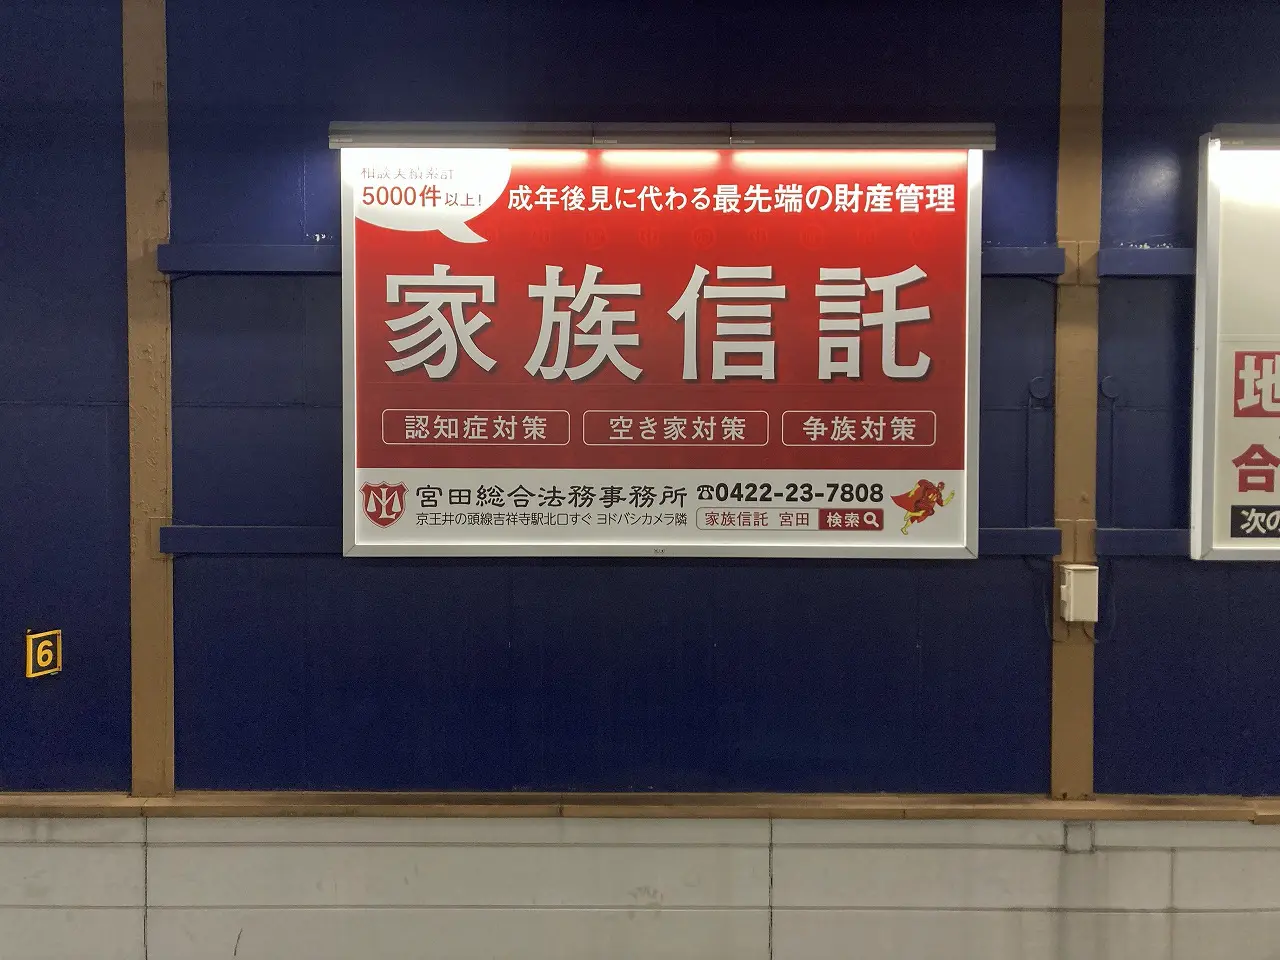 相談実績累計
5000件以上!
成年後見に代わる最先端の財産管理
家族信託
認知症対策
空き家対策
争族対策
宮田総合法務事務所
☎0422-23-7808
京王井の頭線吉祥寺駅北口すぐ ヨドバシカメラ隣
家族信託 宮田 検索
6
地
合
次の